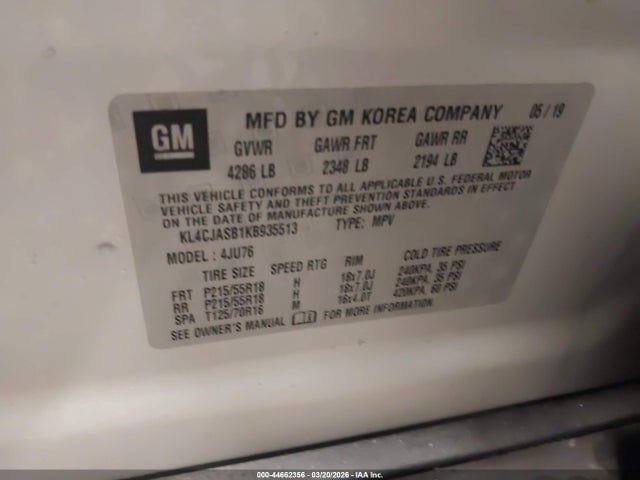 GM
MFD BY GM KOREA COMPANY 05 / 19
GVWR GAWR FRT GAWR RR
4286 LB 2348 LB 2194 LB
THIS VEHICLE CONFORMS TO ALL APPLICABLE U.S. FEDERAL MOTOR
VEHICLE SAFETY AND THEFT PREVENTION STANDARDS IN EFFECT
ON THE DATE OF MANUFACTURE SHOWN ABOVE.
KL4CJASB1KB935513 TYPE: MPV
MODEL : 4JU76
TIRE SIZE SPEED RTG RIM COLD TIRE PRESSURE
FRT P215/55R18 H 18x7.0J 240KPA, 35 PSI
RR P215/55R18 H 18x7.0J 240KPA, 35 PSI
SPA T125/70R16 M 16x4.0T 420KPA, 60 PSI
SEE OWNER'S MANUAL FOR MORE INFORMATION
000-44662356 - 03/20/2026 - IAA Inc.